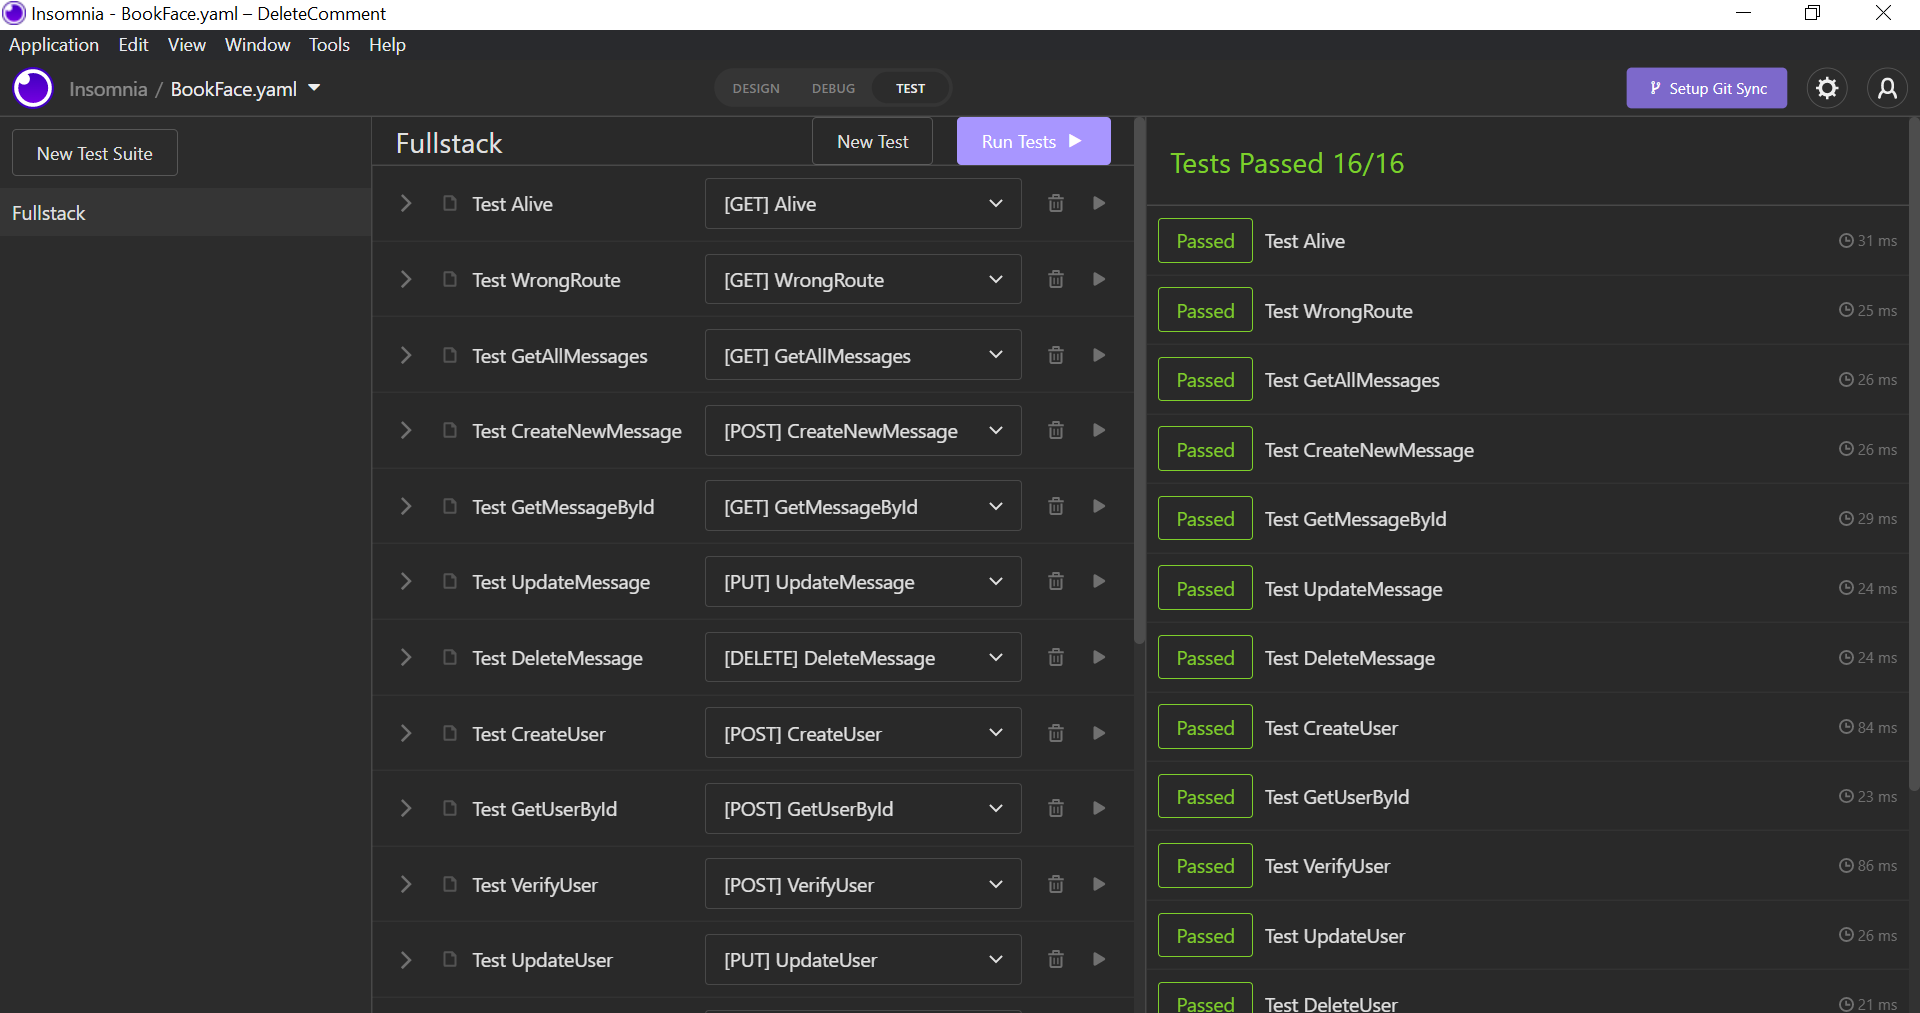 Insomnia - BookFace.yaml – DeleteComment
Application Edit View Window Tools Help
Insomnia / BookFace.yaml
DESIGN DEBUG TEST
Setup Git Sync
New Test Suite
Fullstack
Fullstack
New Test
Run Tests
Test Alive [GET] Alive
Test WrongRoute [GET] WrongRoute
Test GetAllMessages [GET] GetAllMessages
Test CreateNewMessage [POST] CreateNewMessage
Test GetMessageById [GET] GetMessageById
Test UpdateMessage [PUT] UpdateMessage
Test DeleteMessage [DELETE] DeleteMessage
Test CreateUser [POST] CreateUser
Test GetUserById [POST] GetUserById
Test VerifyUser [POST] VerifyUser
Test UpdateUser [PUT] UpdateUser
Tests Passed 16/16
Passed Test Alive 31 ms
Passed Test WrongRoute 25 ms
Passed Test GetAllMessages 26 ms
Passed Test CreateNewMessage 26 ms
Passed Test GetMessageById 29 ms
Passed Test UpdateMessage 24 ms
Passed Test DeleteMessage 24 ms
Passed Test CreateUser 84 ms
Passed Test GetUserById 23 ms
Passed Test VerifyUser 86 ms
Passed Test UpdateUser 26 ms
Passed Test DeleteUser 21 ms